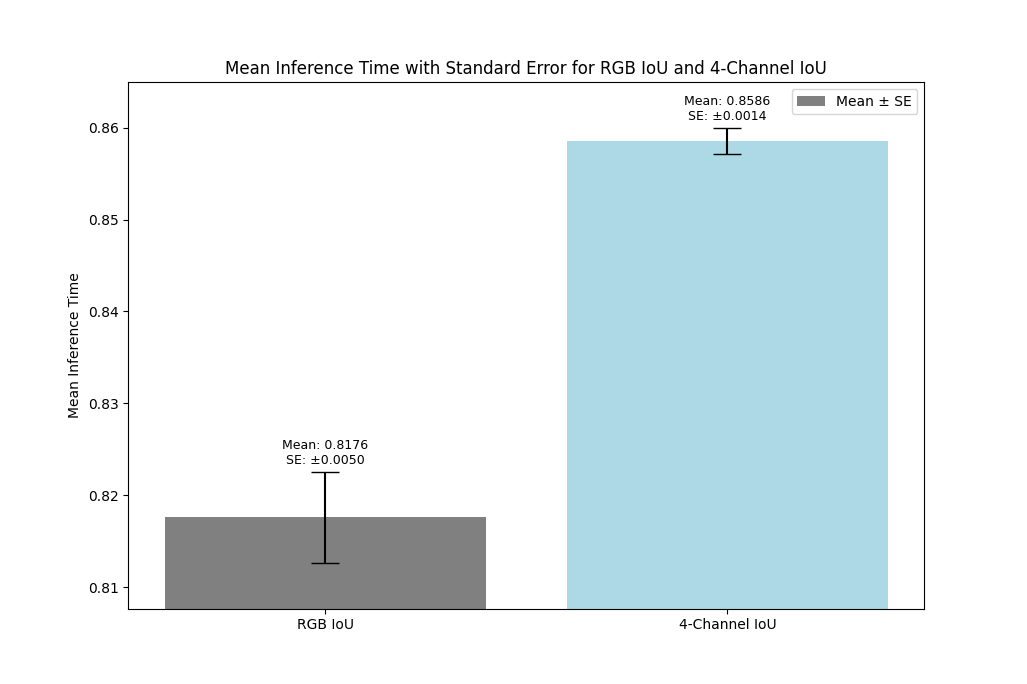 Mean Inference Time with Standard Error for RGB IoU and 4-Channel IoU
Mean: 0.8586
SE: ±0.0014
Mean ± SE
0.86
0.85
0.84
0.83
0.82
0.81
Mean Inference Time
Mean: 0.8176
SE: ±0.0050
RGB IoU
4-Channel IoU